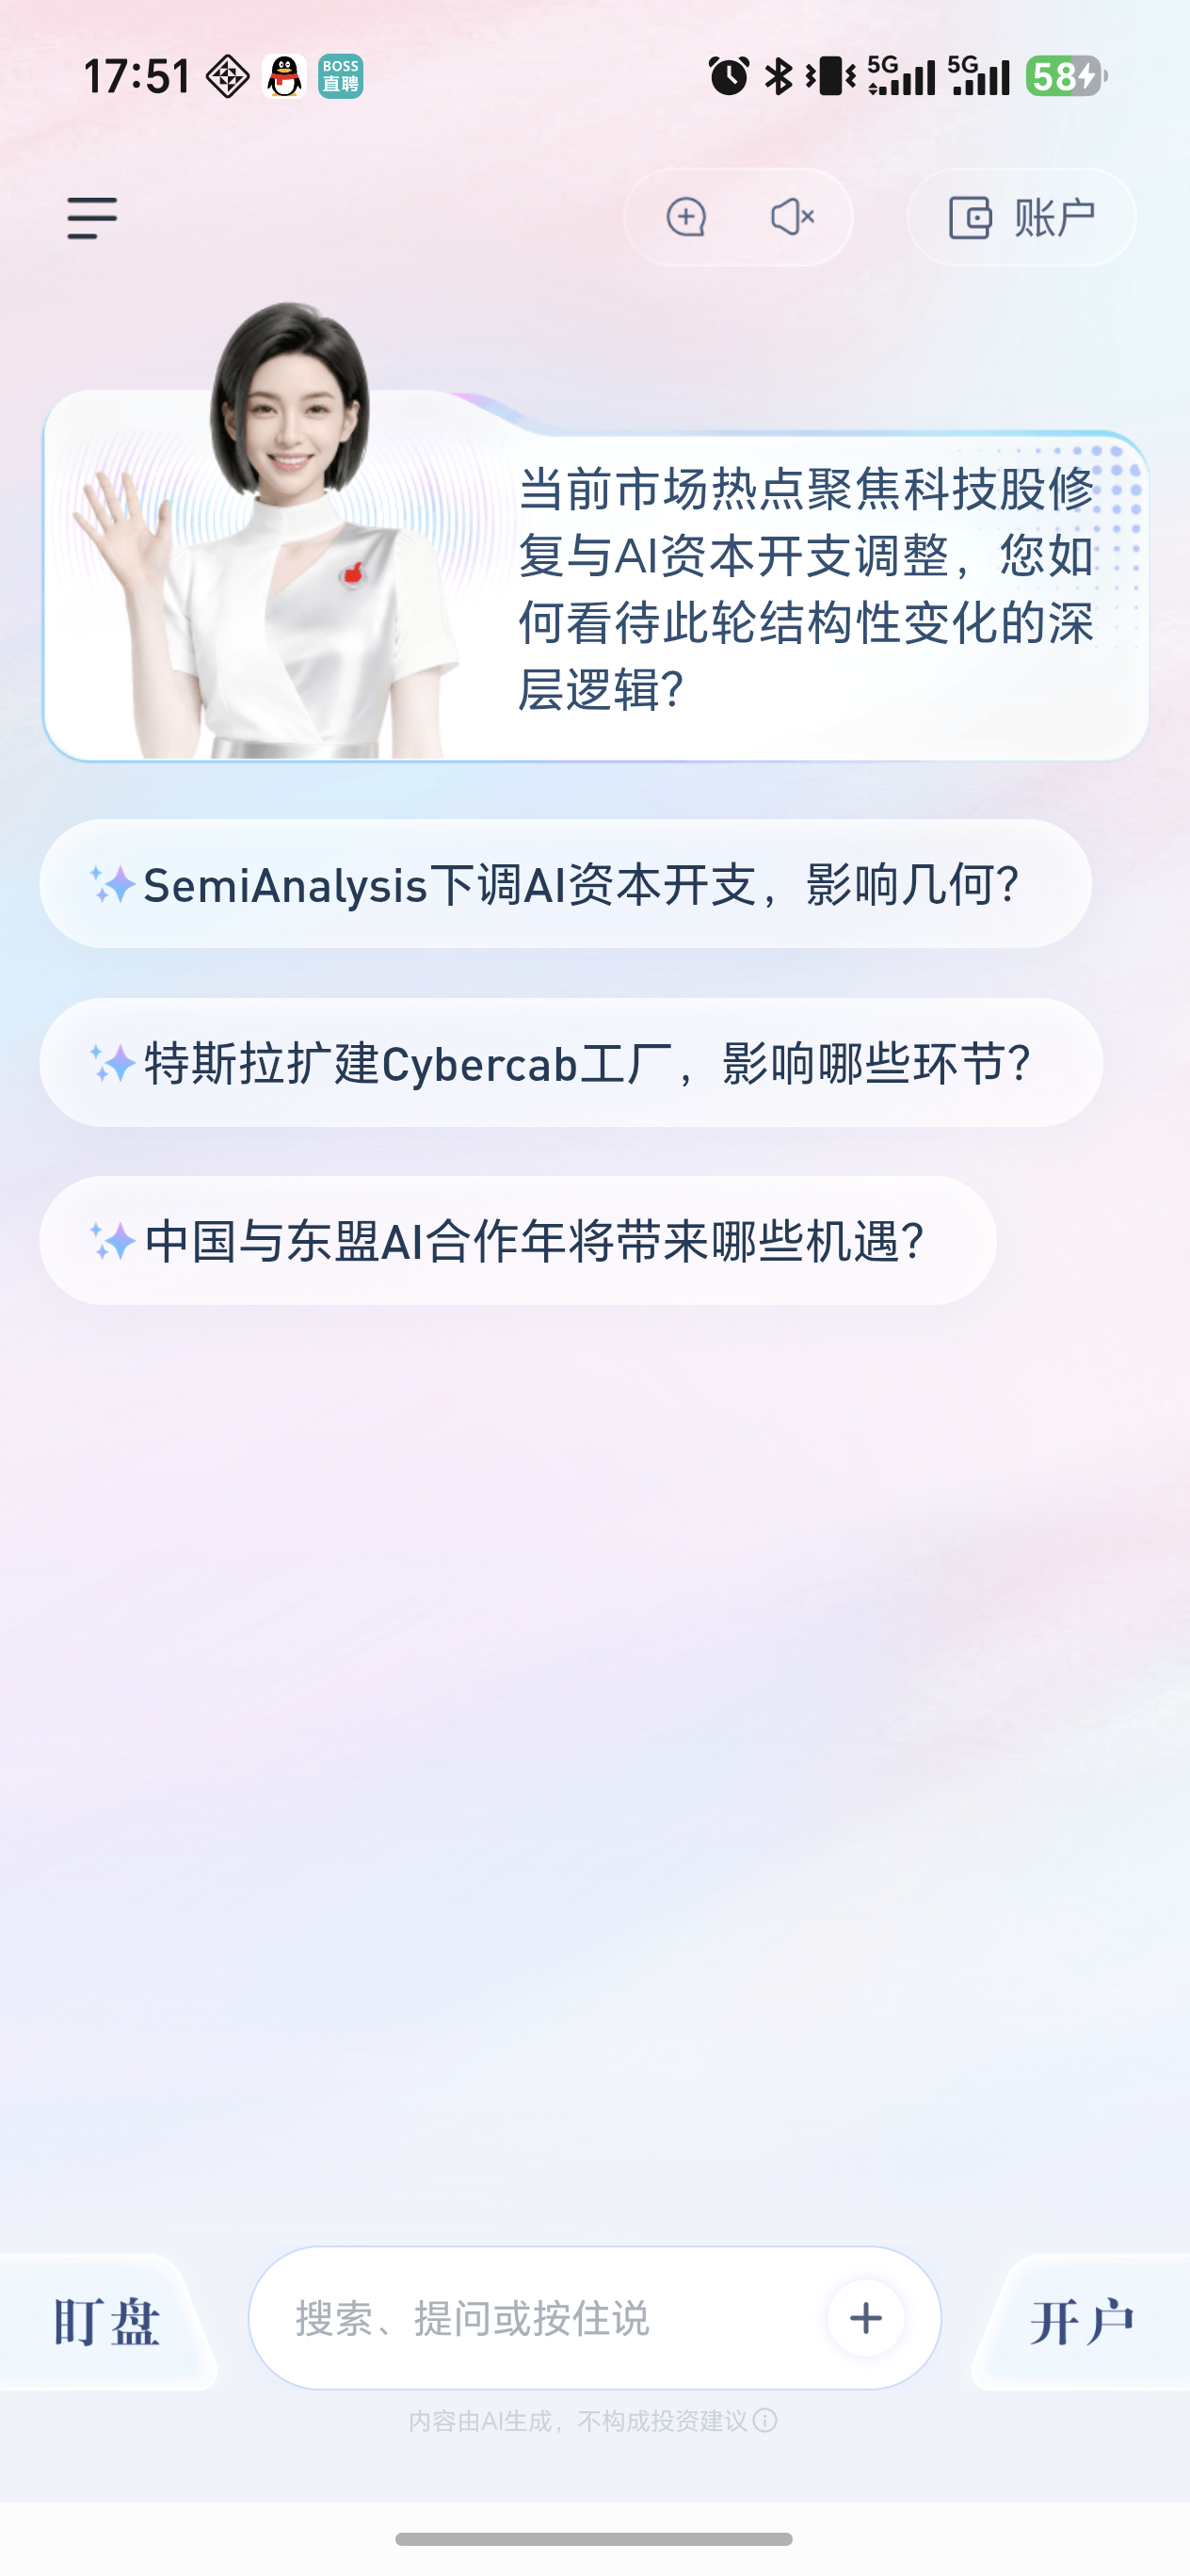 17:51
BOSS
直聘
5G
5G
58
账户
当前市场热点聚焦科技股修
复与AI资本开支调整，您如
何看待此轮结构性变化的深
层逻辑？
SemiAnalysis下调AI资本开支，影响几何？
特斯拉扩建Cybercab工厂，影响哪些环节？
中国与东盟AI合作年将带来哪些机遇？
盯盘
搜索、提问或按住说
开户
内容由AI生成，不构成投资建议